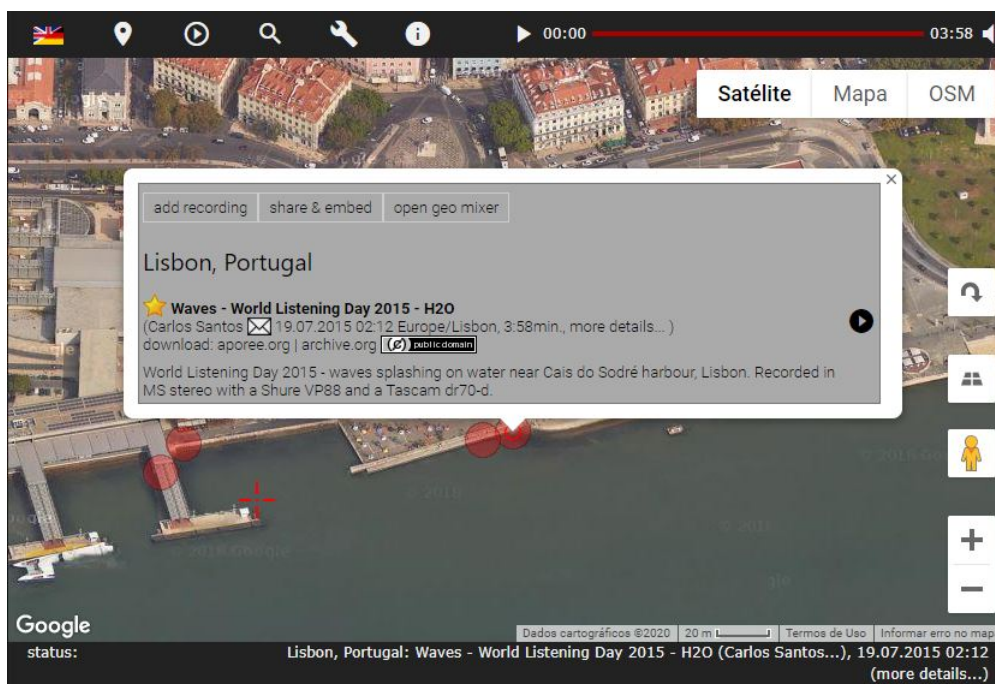 00:00
03:58
Satélite
Mapa
OSM
×
add recording
share & embed
open geo mixer
Lisbon, Portugal
Waves - World Listening Day 2015 - H2O
(Carlos Santos 19.07.2015 02:12 Europe/Lisbon, 3:58min., more details... )
download: aporee.org | archive.org public domain
World Listening Day 2015 - waves splashing on water near Cais do Sodré harbour, Lisbon. Recorded in
MS stereo with a Shure VP88 and a Tascam dr70-d.
© 2018 Google
Google
Dados cartográficos ©2020
20 m
Termos de Uso
Informar erro no map
status:
Lisbon, Portugal: Waves - World Listening Day 2015 - H2O (Carlos Santos...), 19.07.2015 02:12
(more details...)